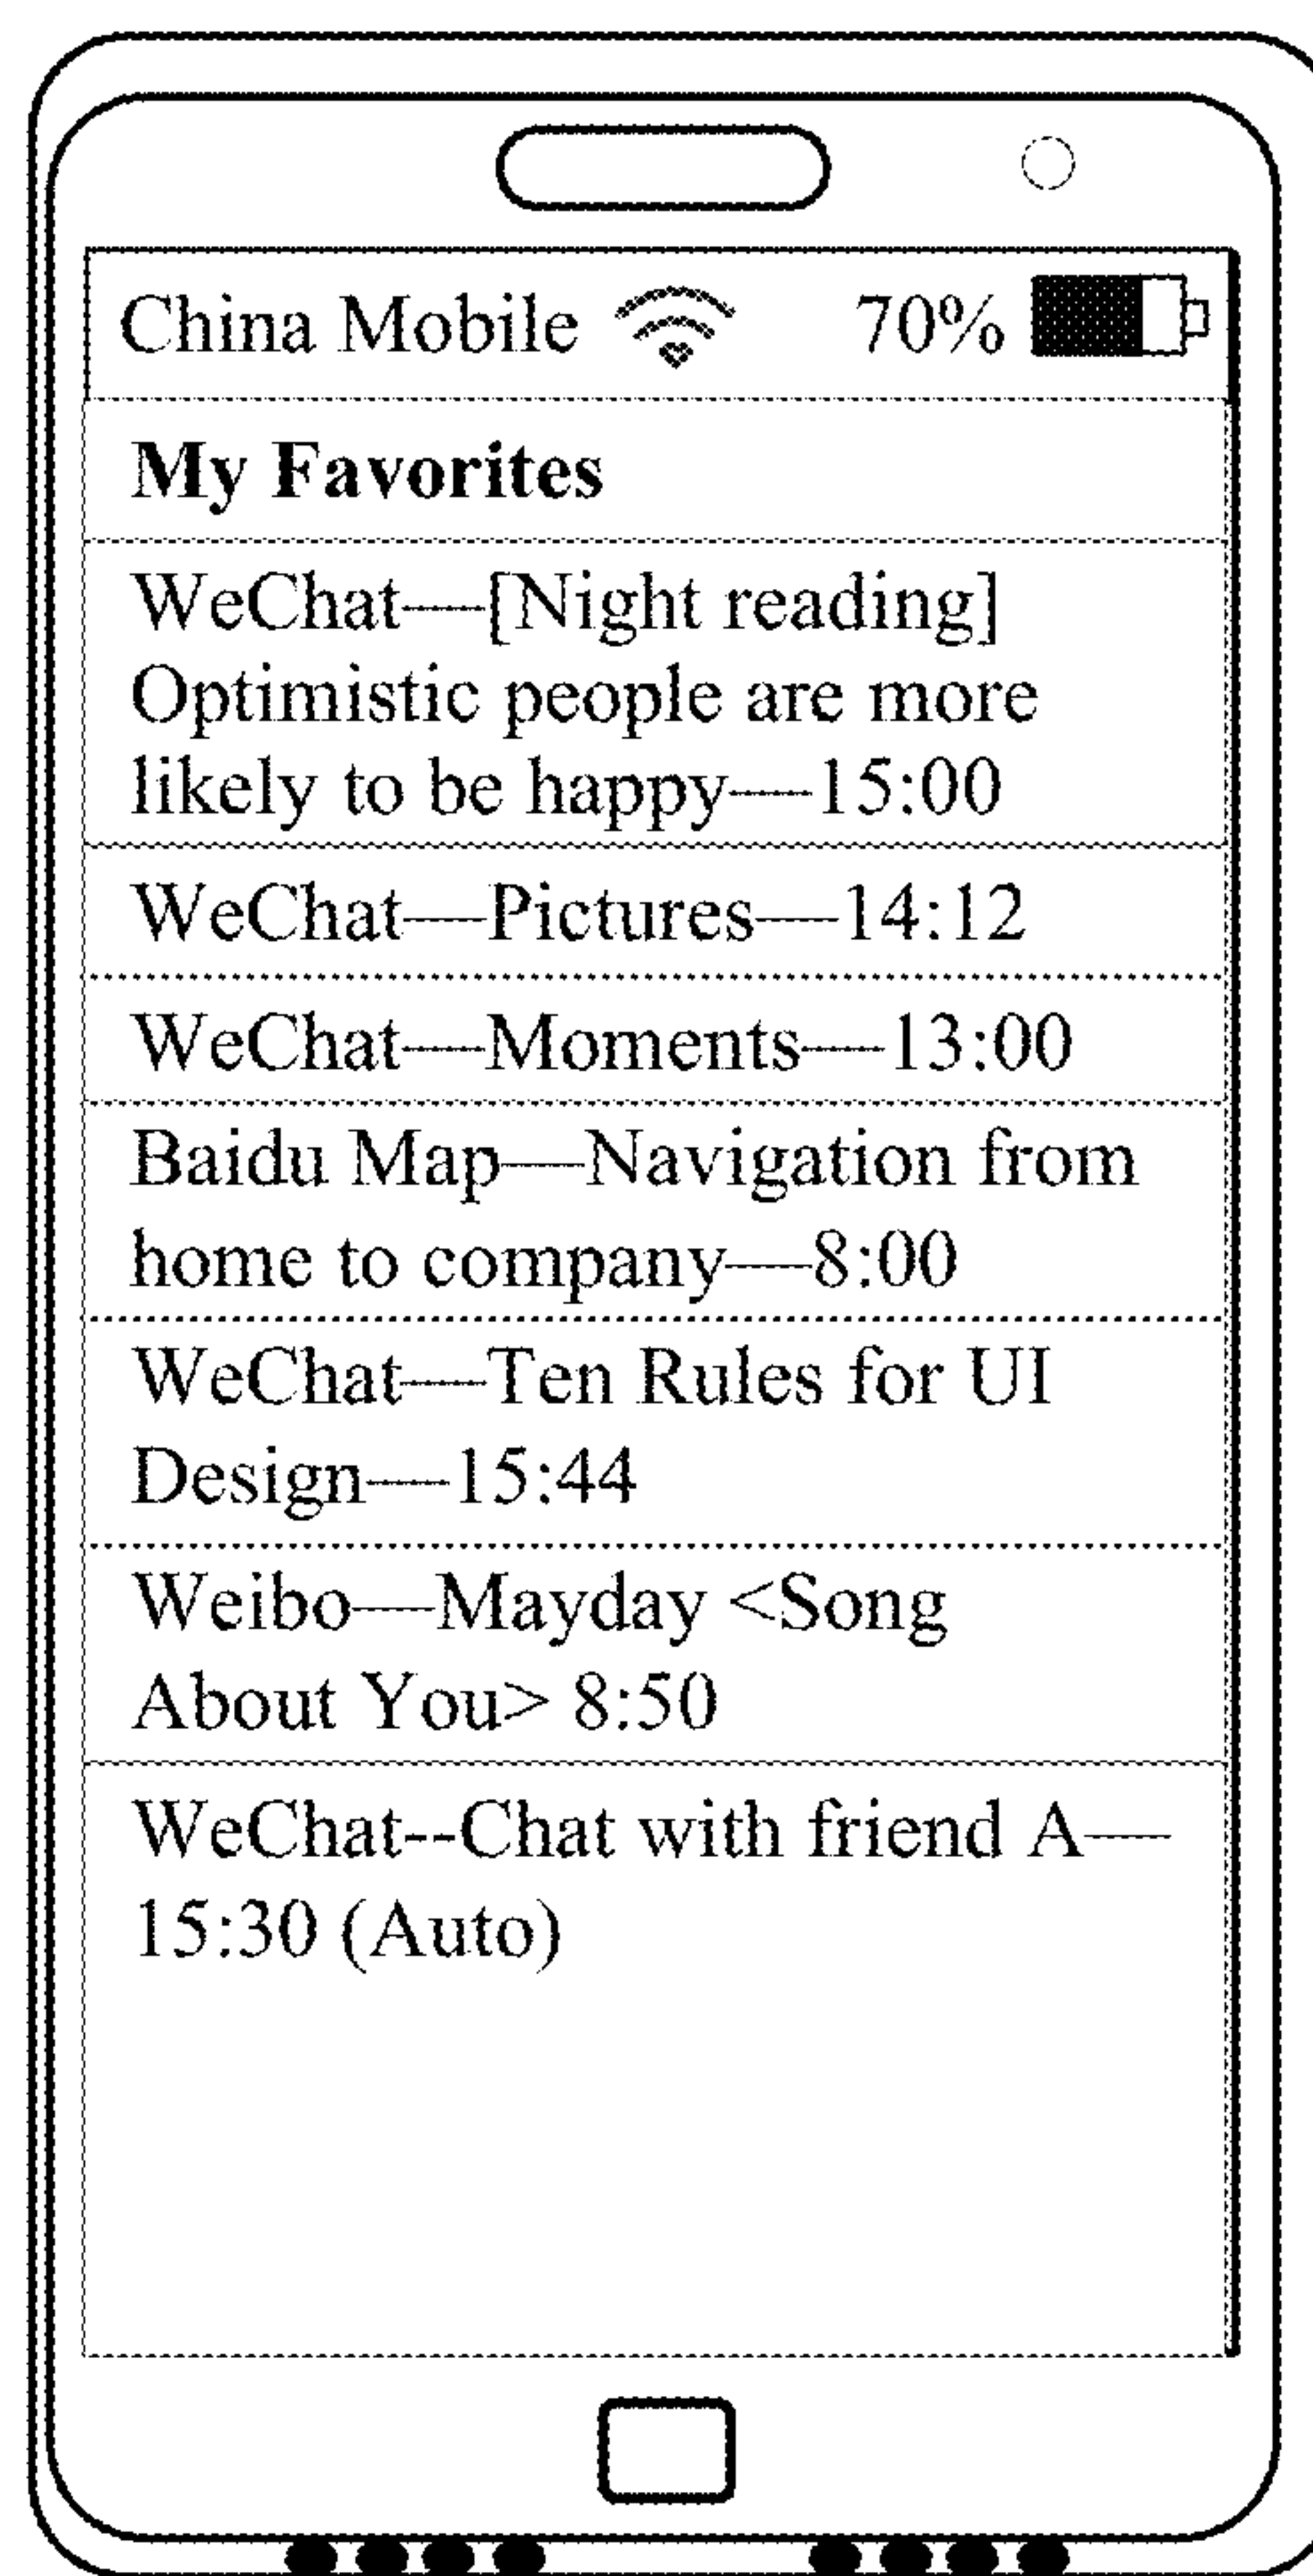 China Mobile 70%
My Favorites
WeChat—[Night reading]
Optimistic people are more
likely to be happy—15:00
WeChat—Pictures—14:12
WeChat—Moments—13:00
Baidu Map—Navigation from
home to company—8:00
WeChat—Ten Rules for UI
Design—15:44
Weibo—Mayday <Song
About You> 8:50
WeChat--Chat with friend A—
15:30 (Auto)